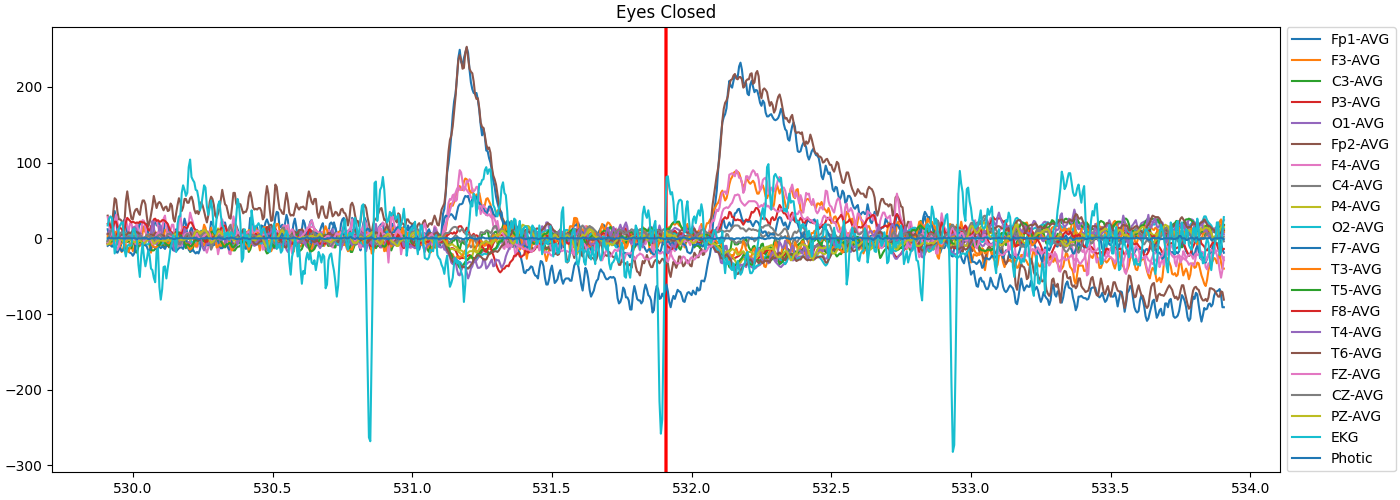 Eyes Closed
200
100
0
−100
−200
−300
530.0 530.5 531.0 531.5 532.0 532.5 533.0 533.5 534.0
Fp1-AVG
F3-AVG
C3-AVG
P3-AVG
O1-AVG
Fp2-AVG
F4-AVG
C4-AVG
P4-AVG
O2-AVG
F7-AVG
T3-AVG
T5-AVG
F8-AVG
T4-AVG
T6-AVG
FZ-AVG
CZ-AVG
PZ-AVG
EKG
Photic